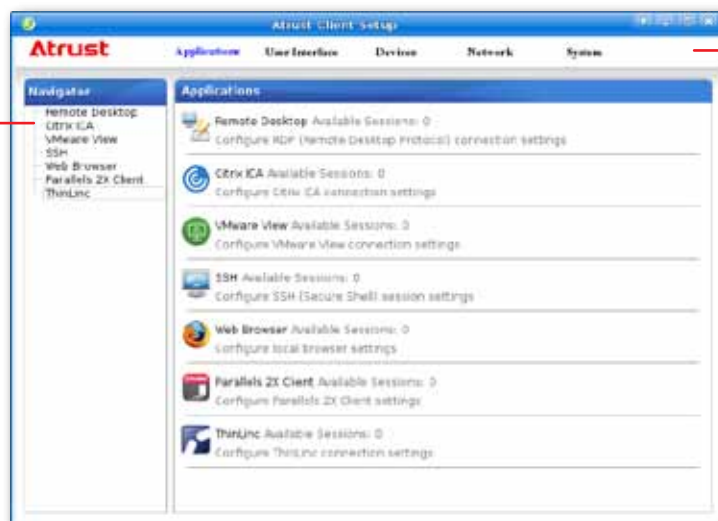 Atrust Client Setup
Atrust
Applications User Interface Devices Network System
Navigator
Remote Desktop
Citrix ICA
VMware View
SSH
Web Browser
Parallels 2X Client
ThinLinc
Applications
Remote Desktop Available Sessions: 0
Configure RDP (Remote Desktop Protocol) connection settings
Citrix ICA Available Sessions: 0
Configure Citrix ICA connection settings
VMware View Available Sessions: 0
Configure VMware View connection settings
SSH Available Sessions: 0
Configure SSH (Secure Shell) session settings
Web Browser Available Sessions: 0
Configure local browser settings
Parallels 2X Client Available Sessions: 0
Configure Parallels 2X Client settings
ThinLinc Available Sessions: 0
Configure ThinLinc connection settings